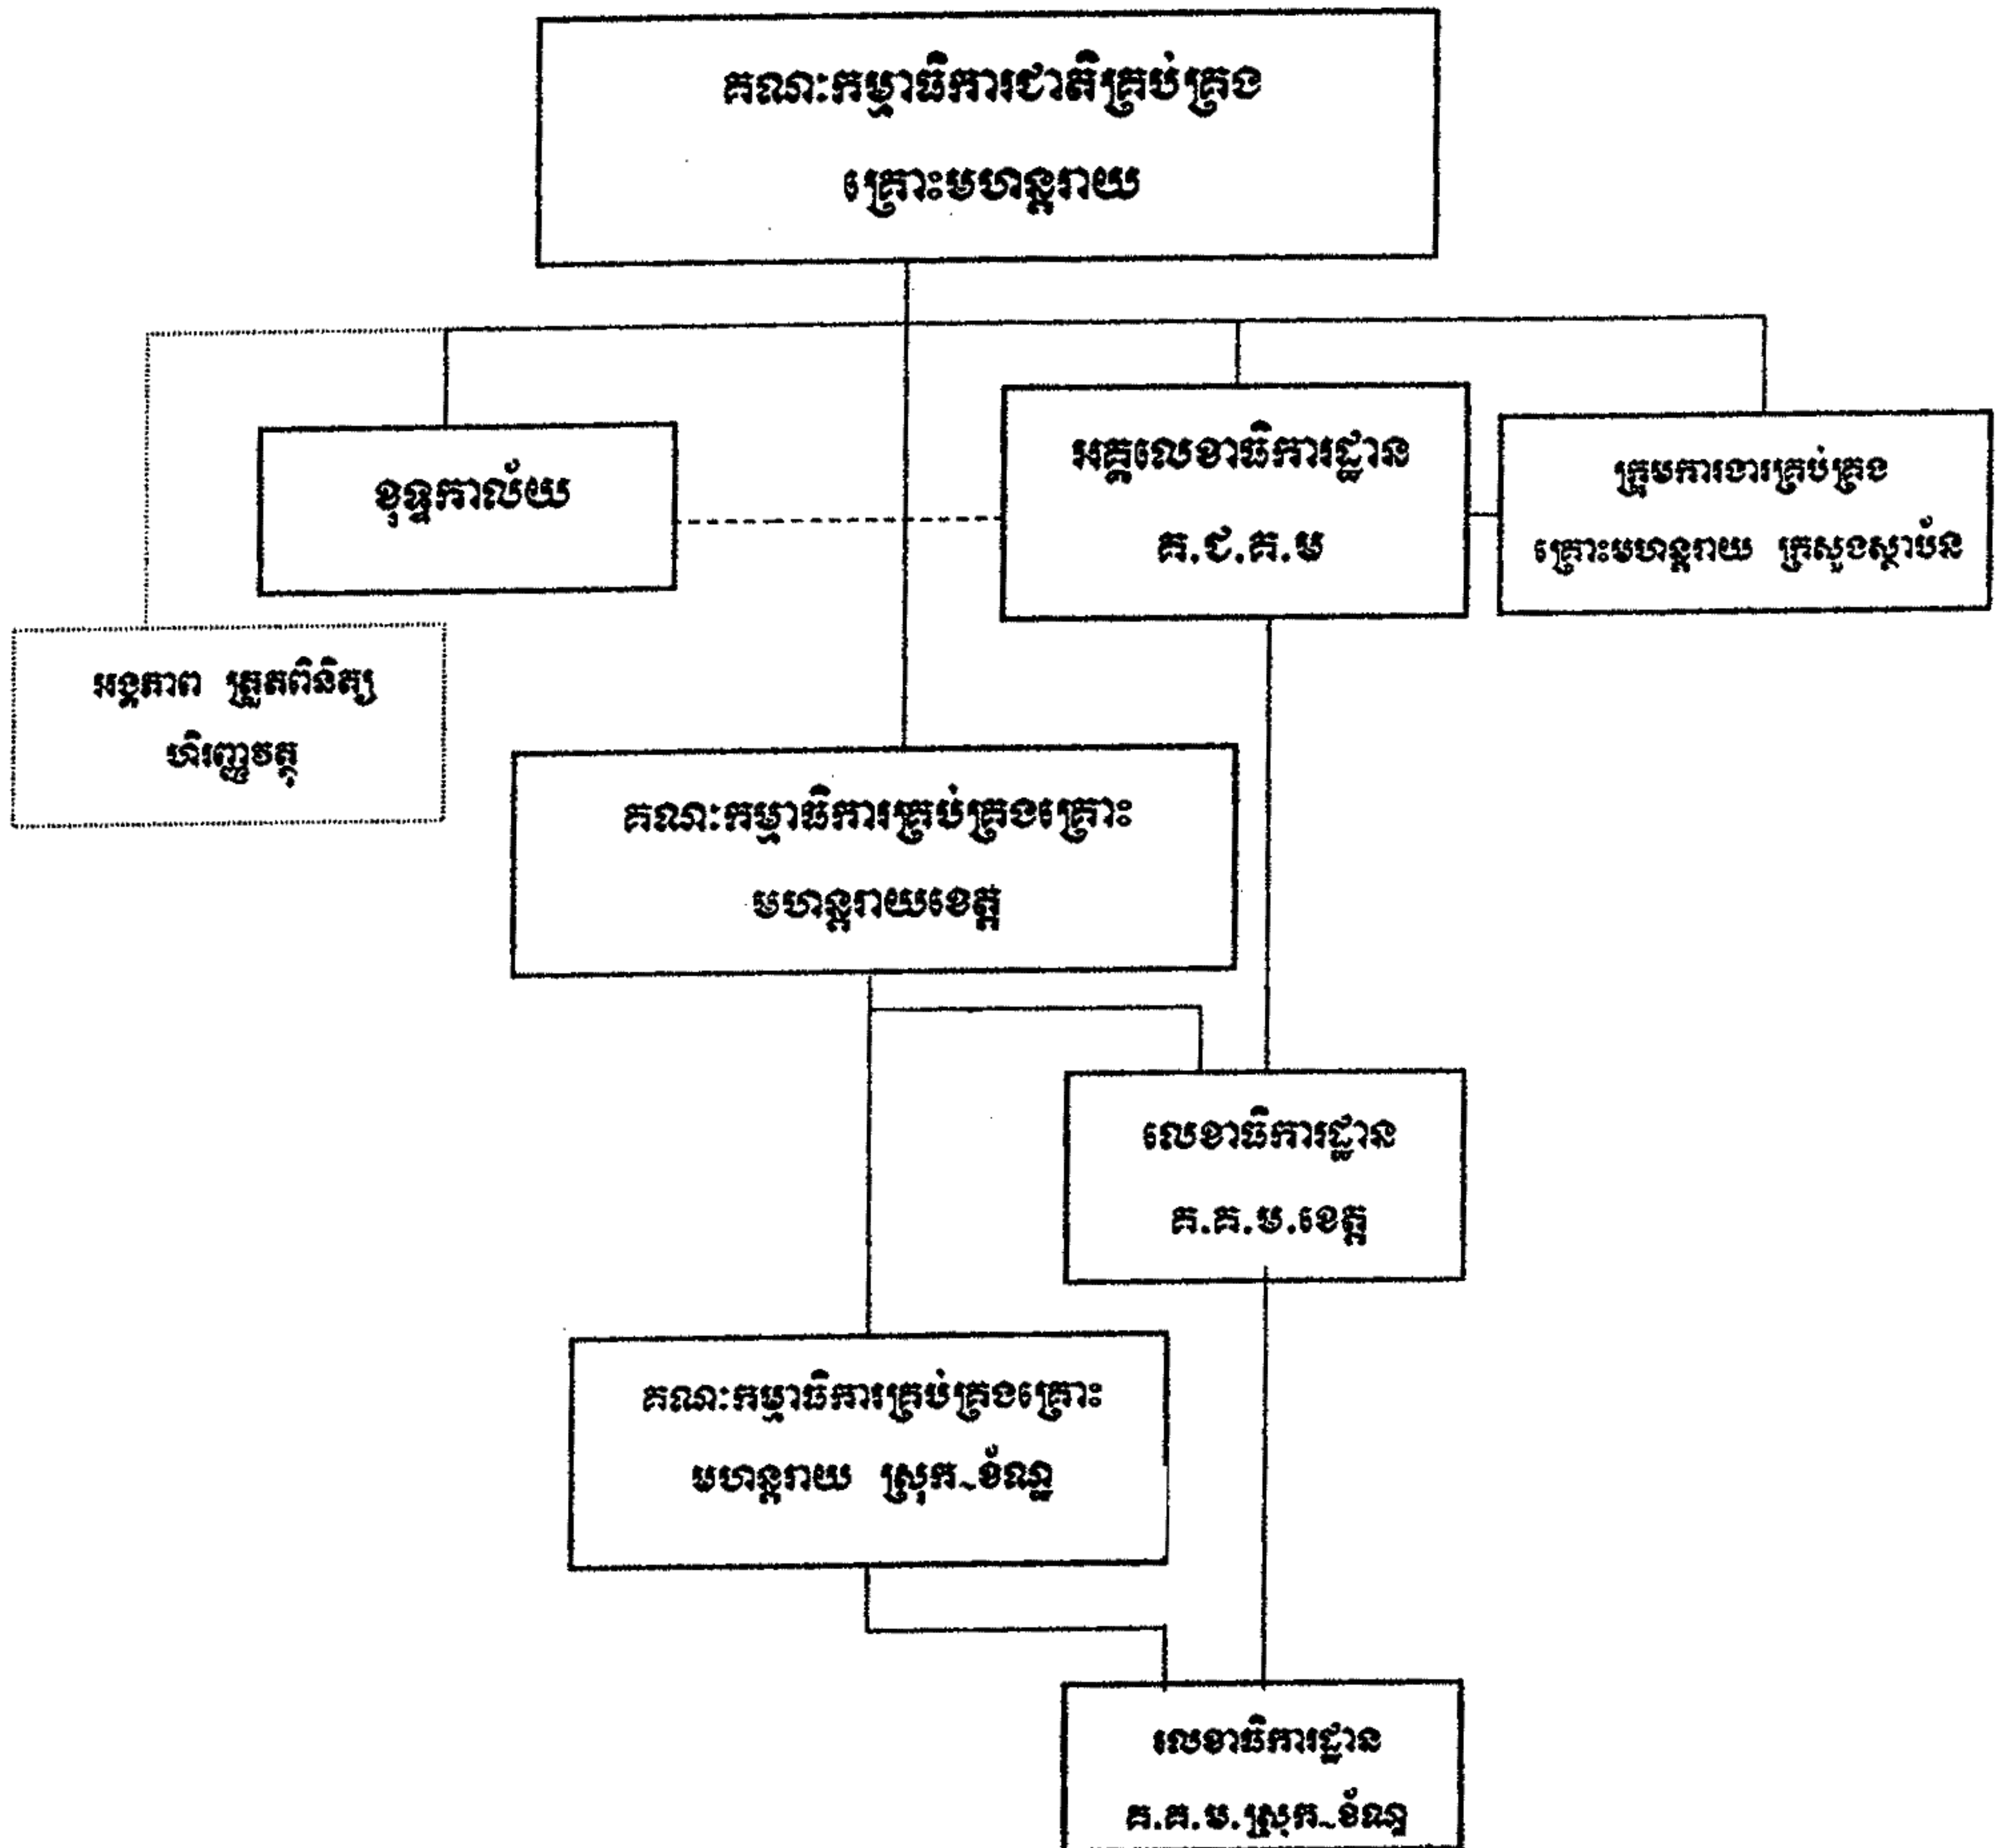 គណៈកម្មាធិការជាតិគ្រប់គ្រង
គ្រោះមហន្តរាយ
ខុទ្ទកាល័យ
អគ្គលេខាធិការដ្ឋាន
គ.ជ.គ.ម
ក្រុមការងារគ្រប់គ្រង
គ្រោះមហន្តរាយ ក្រសួងស្ថាប័ន
អង្គភាព ត្រួតពិនិត្យ
ហិរញ្ញវត្ថុ
គណៈកម្មាធិការគ្រប់គ្រងគ្រោះ
មហន្តរាយខេត្ត
លេខាធិការដ្ឋាន
គ.គ.ម.ខេត្ត
គណៈកម្មាធិការគ្រប់គ្រងគ្រោះ
មហន្តរាយ ស្រុក~ខ័ណ្ឌ
លេខាធិការដ្ឋាន
គ.គ.ម.ស្រុក~ខ័ណ្ឌ